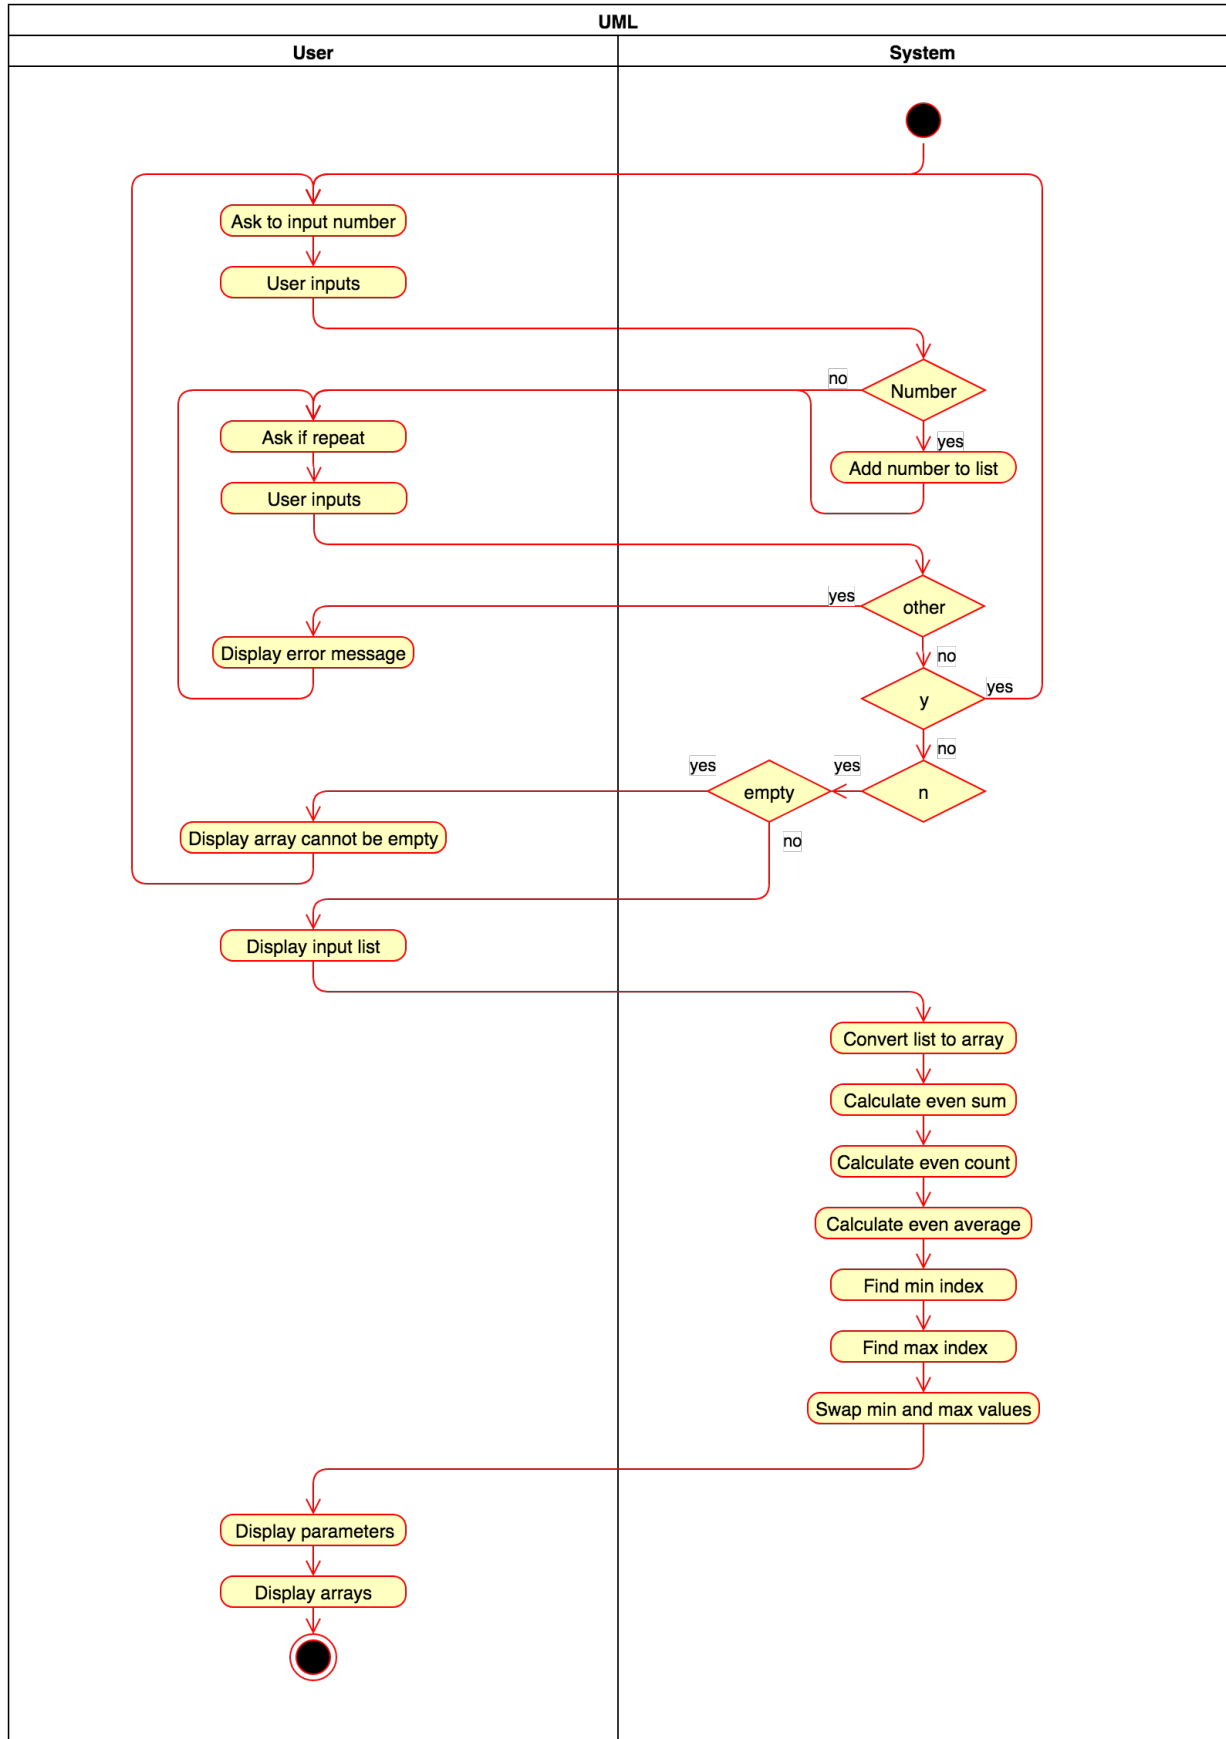 UML
User
System
Ask to input number
User inputs
no
Number
yes
Ask if repeat
Add number to list
User inputs
yes
other
no
Display error message
yes
y
no
yes
yes
empty
n
no
Display array cannot be empty
Display input list
Convert list to array
Calculate even sum
Calculate even count
Calculate even average
Find min index
Find max index
Swap min and max values
Display parameters
Display arrays